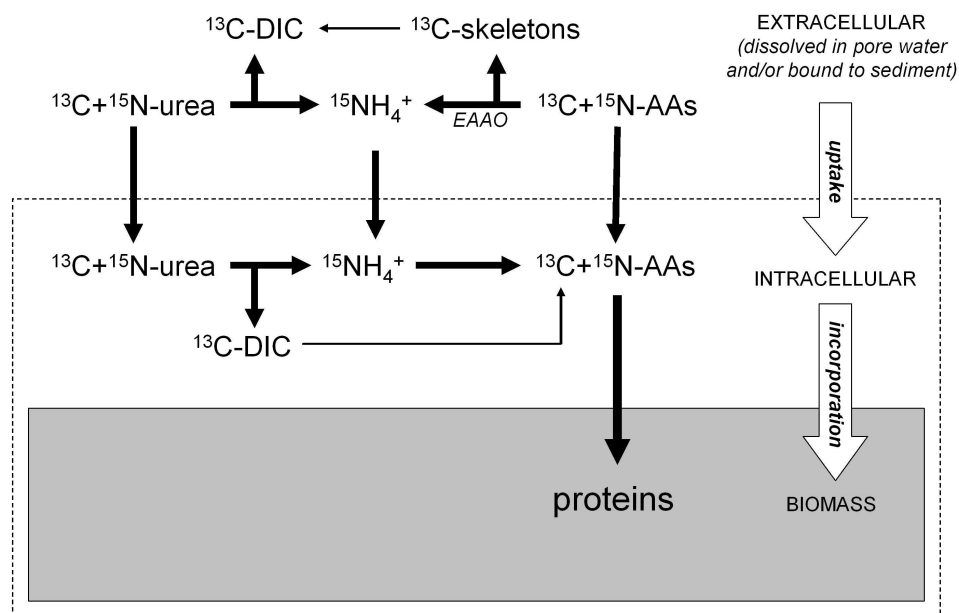 ¹³C-DIC
¹³C-skeletons
EXTRACELLULAR
(dissolved in pore water
and/or bound to sediment)
¹³C+¹⁵N-urea
¹⁵NH₄⁺
EAAO
¹³C+¹⁵N-AAs
uptake
¹³C+¹⁵N-urea
¹⁵NH₄⁺
¹³C+¹⁵N-AAs
INTRACELLULAR
¹³C-DIC
incorporation
proteins
BIOMASS